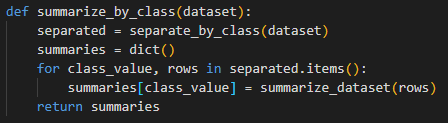 def summarize_by_class(dataset):
    separated = separate_by_class(dataset)
    summaries = dict()
    for class_value, rows in separated.items():
        summaries[class_value] = summarize_dataset(rows)
    return summaries